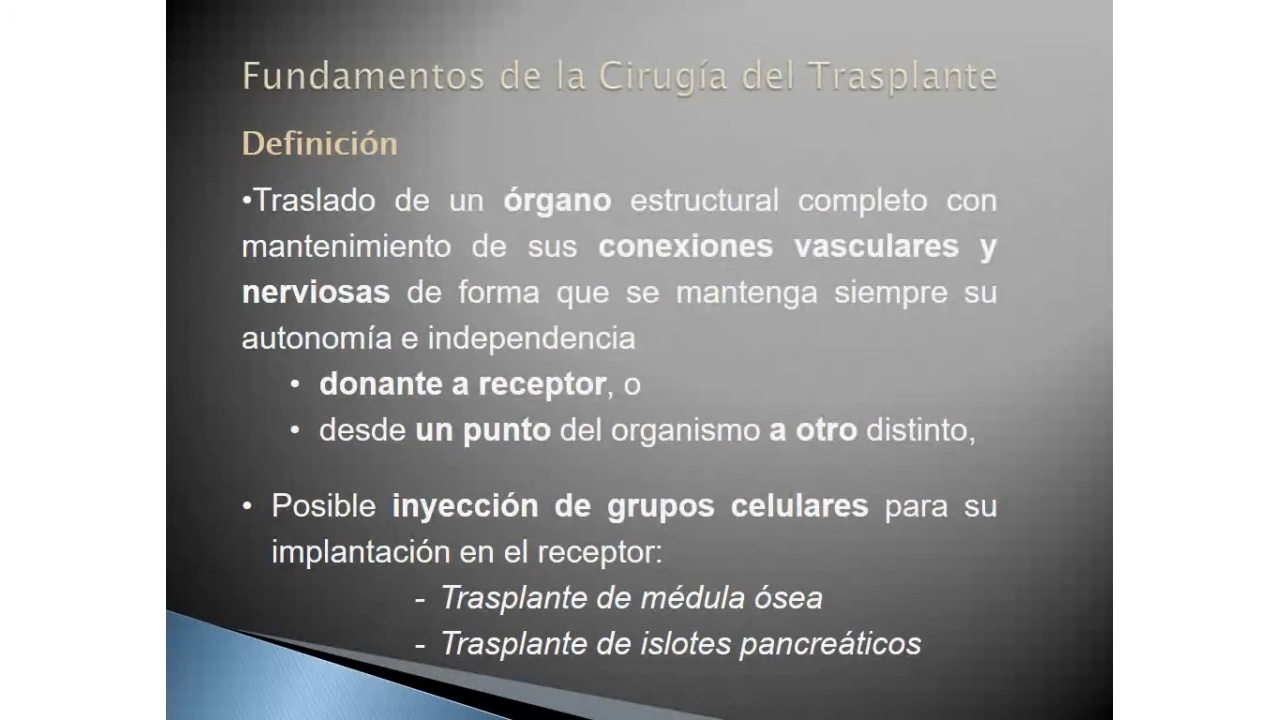 Fundamentos de la Cirugía del Trasplante
Definición
•Traslado de un órgano estructural completo con
mantenimiento de sus conexiones vasculares y
nerviosas de forma que se mantenga siempre su
autonomía e independencia
• donante a receptor, o
• desde un punto del organismo a otro distinto,
• Posible inyección de grupos celulares para su
implantación en el receptor:
- Trasplante de médula ósea
- Trasplante de islotes pancreáticos